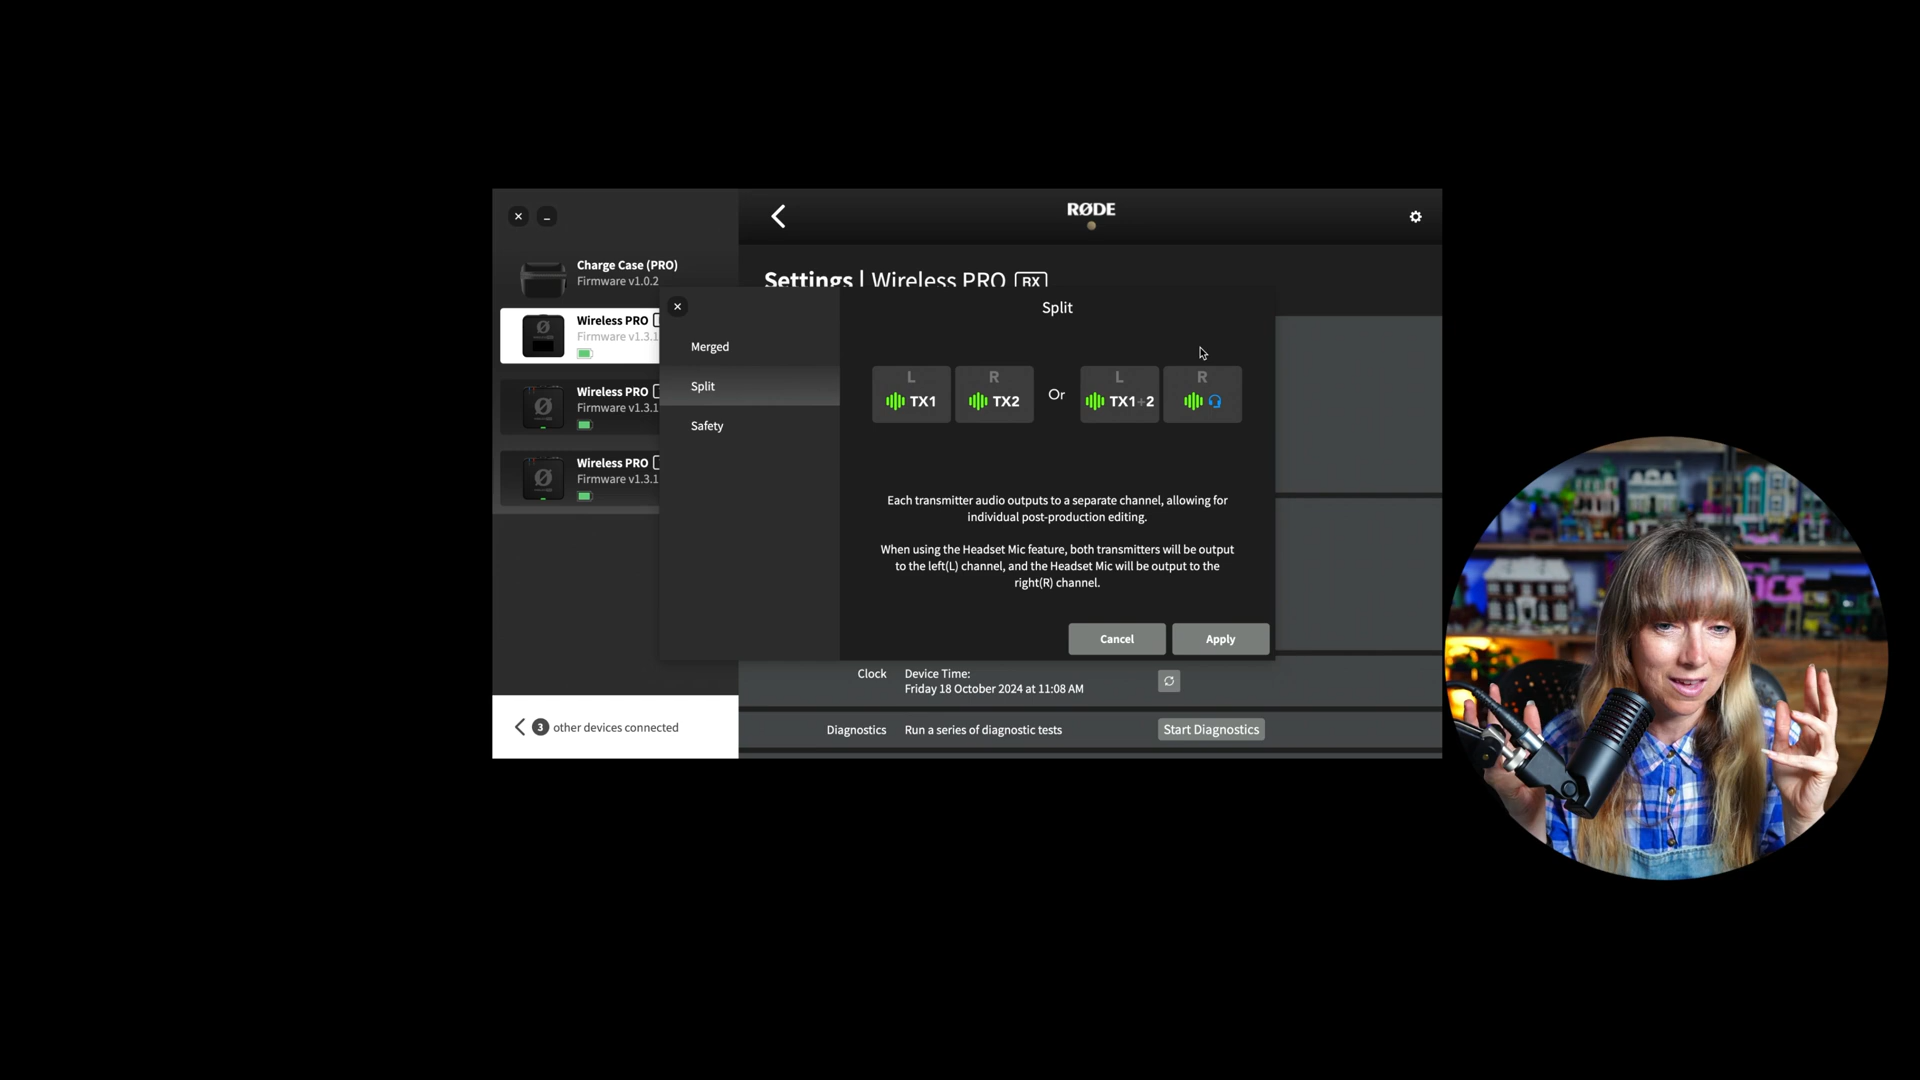 RØDE
Charge Case (PRO)
Firmware v1.0.2
Wireless PRO
Firmware v1.3.1
Wireless PRO
Firmware v1.3.1
Wireless PRO
Firmware v1.3.1
3 other devices connected
Settings | Wireless PRO RX
Merged
Split
Safety
Split
L R L R
TX1 TX2 Or TX1+2
Each transmitter audio outputs to a separate channel, allowing for
individual post-production editing.
When using the Headset Mic feature, both transmitters will be output
to the left(L) channel, and the Headset Mic will be output to the
right(R) channel.
Cancel Apply
Clock Device Time:
Friday 18 October 2024 at 11:08 AM
Diagnostics Run a series of diagnostic tests Start Diagnostics